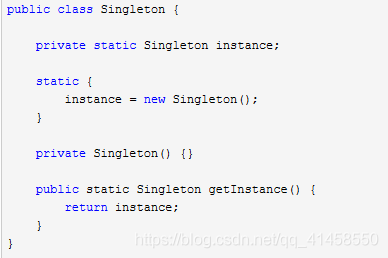 public class Singleton {
    private static Singleton instance;
    static {
        instance = new Singleton();
    }
    private Singleton() {}
    public static Singleton getInstance() {
        return instance;
    }
}
https://blog.csdn.net/qq_41458550